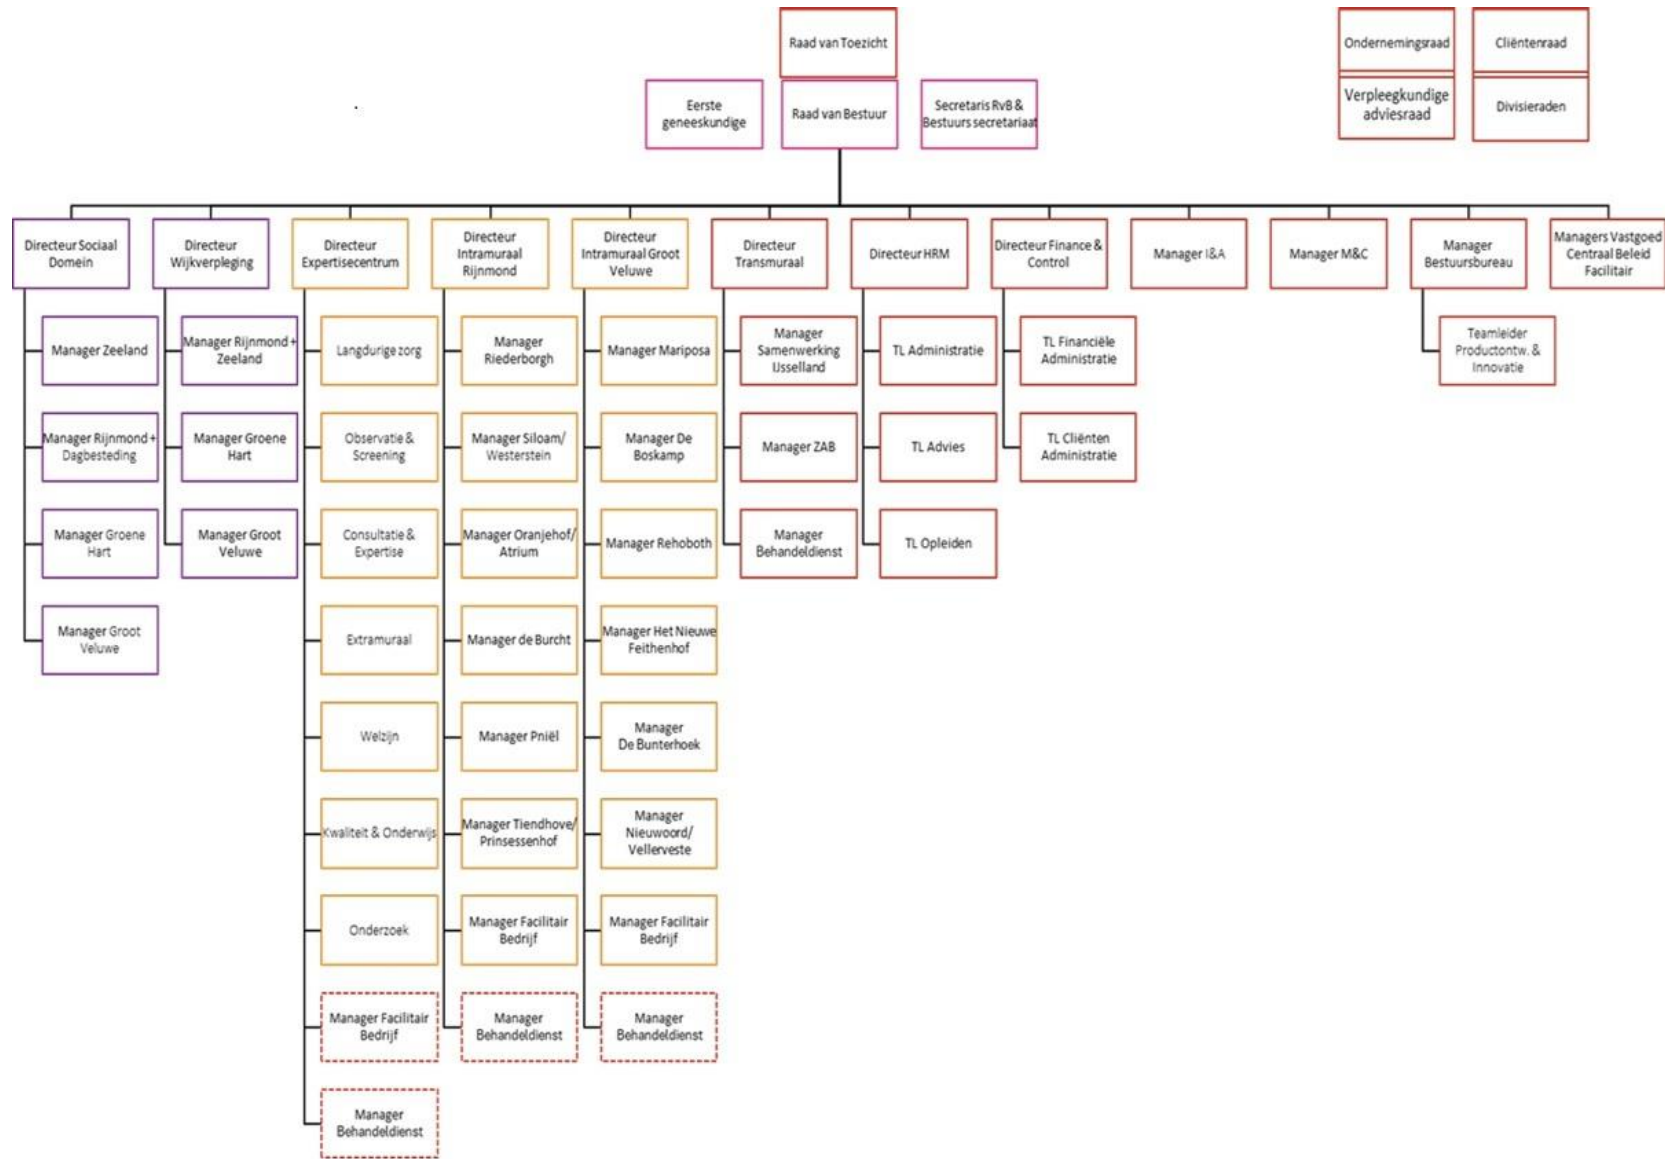 Raad van Toezicht
Ondernemingsraad
Cliëntenraad
Eerste
geneeskundige
Raad van Bestuur
Secretaris RvB &
Bestuurs secretariaat
Verpleegkundige
adviesraad
Divisieraden
Directeur Sociaal
Domein
Directeur
Wijkverpleging
Directeur
Expertisecentrum
Directeur
Intramuraal
Rijnmond
Directeur
Intramuraal Groot
Veluwe
Directeur
Transmuraal
Directeur HRM
Directeur Finance &
Control
Manager I&A
Manager M&C
Manager
Bestuursbureau
Managers Vastgoed
Centraal Beleid
Facilitair
Manager Zeeland
Manager Rijnmond +
Zeeland
Langdurige zorg
Manager
Riederborgh
Manager Mariposa
Manager
Samenwerking
IJsselland
TL Administratie
TL Financiële
Administratie
Teamleider
Productontw. &
Innovatie
Manager Rijnmond +
Dagbesteding
Manager Groene
Hart
Observatie &
Screening
Manager Siloam/
Westerstein
Manager De
Boskamp
Manager ZAB
TL Advies
TL Cliënten
Administratie
Manager Groene
Hart
Manager Groot
Veluwe
Consultatie &
Expertise
Manager Oranjehof/
Atrium
Manager Rehoboth
Manager
Behandeldienst
TL Opleiden
Manager Groot
Veluwe
Extramuraal
Manager de Burcht
Manager Het Nieuwe
Feithenhof
Welzijn
Manager Pniël
Manager
De Bunterhoek
Kwaliteit & Onderwijs
Manager Tiendhove/
Prinsessenhof
Manager
Nieuwoord/
Vellerveste
Onderzoek
Manager Facilitair
Bedrijf
Manager Facilitair
Bedrijf
Manager Facilitair
Bedrijf
Manager
Behandeldienst
Manager
Behandeldienst
Manager
Behandeldienst